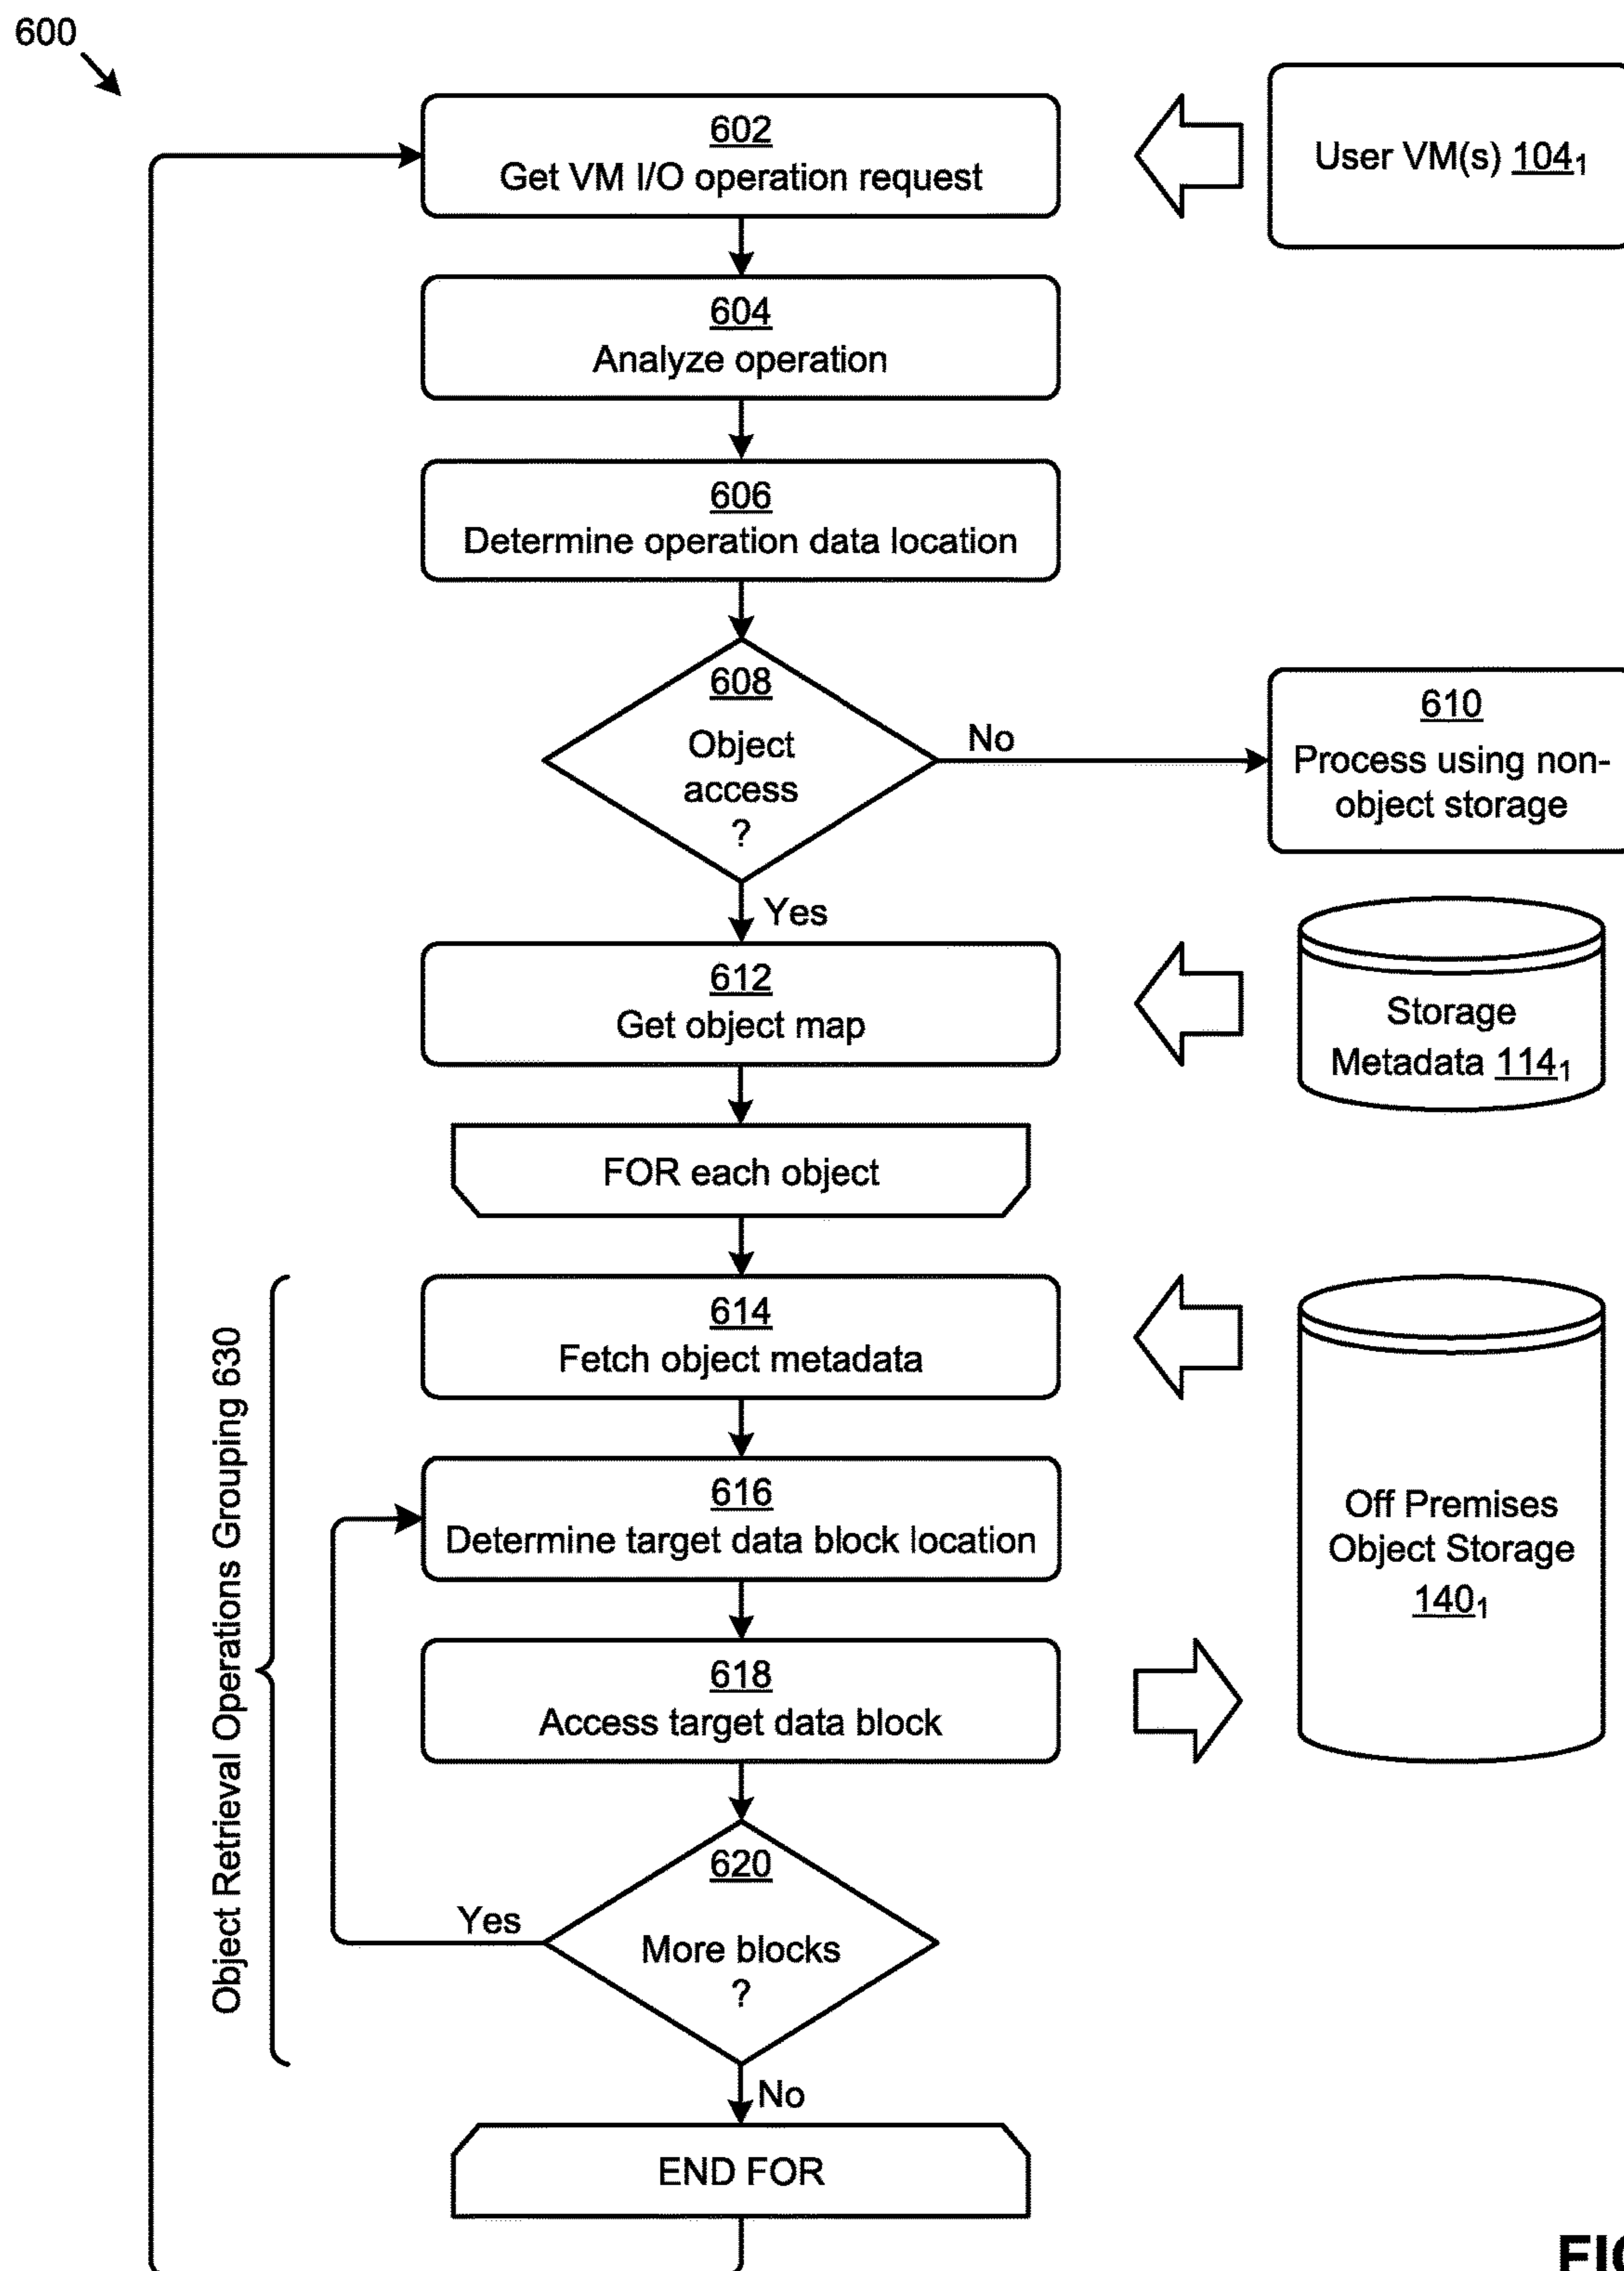 600
602
Get VM I/O operation request
User VM(s) 104₁
604
Analyze operation
606
Determine operation data location
608
Object
access
?
No
610
Process using non-
object storage
Yes
612
Get object map
Storage
Metadata 114₁
FOR each object
Object Retrieval Operations Grouping 630
614
Fetch object metadata
616
Determine target data block location
Off Premises
Object Storage
140₁
618
Access target data block
620
More blocks
?
Yes
No
END FOR